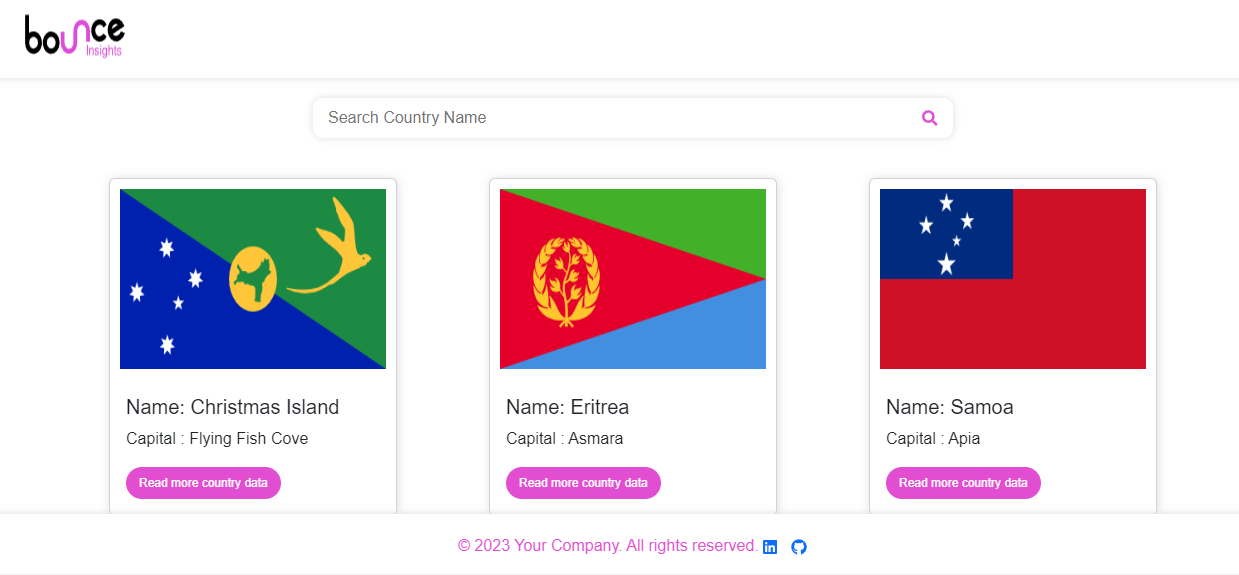 bounce
Insights
Search Country Name
Name: Christmas Island
Capital : Flying Fish Cove
Read more country data
Name: Eritrea
Capital : Asmara
Read more country data
Name: Samoa
Capital : Apia
Read more country data
© 2023 Your Company. All rights reserved.